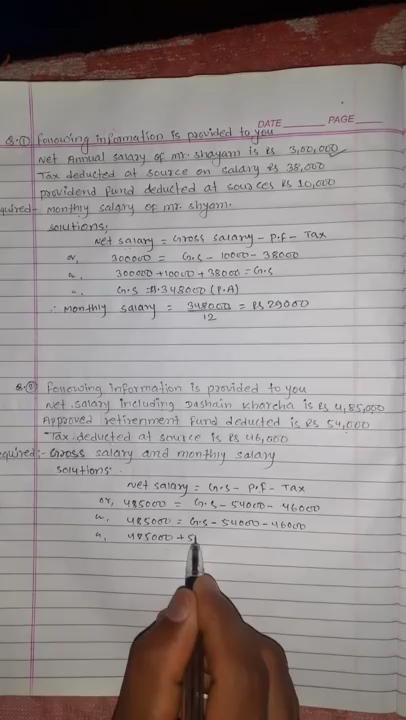 DATE PAGE
Q.① Following information is provided to you
Net Annual salary of mr. shayam is Rs 3,00,000
Tax deducted at source on salary Rs 38,000
Providend Fund deducted at sources Rs 10,000
quired:- monthly salary of mr. shyam.
solutions,
Net salary = Gross salary - P.F - Tax
or, 300000 = G.S - 10000 - 38000
or, 300000 + 10000 + 38000 = G.S
G.S = 348000 (P.A)
∴ Monthly salary = 348000/12 = Rs 29000
Q.② Following information is provided to you
Net salary including Dashain Kharcha is Rs 4,85,000
Approved retirenment Fund deducted is Rs 54,000
Tax deducted at source is Rs 46,000
equired:- Gross salary and monthly salary
solutions.
Net salary = G.S - P.F - Tax
or, 485000 = G.S - 54000 - 46000
or, 485000 = G.S - 54000 - 46000
or, 485000 + 5